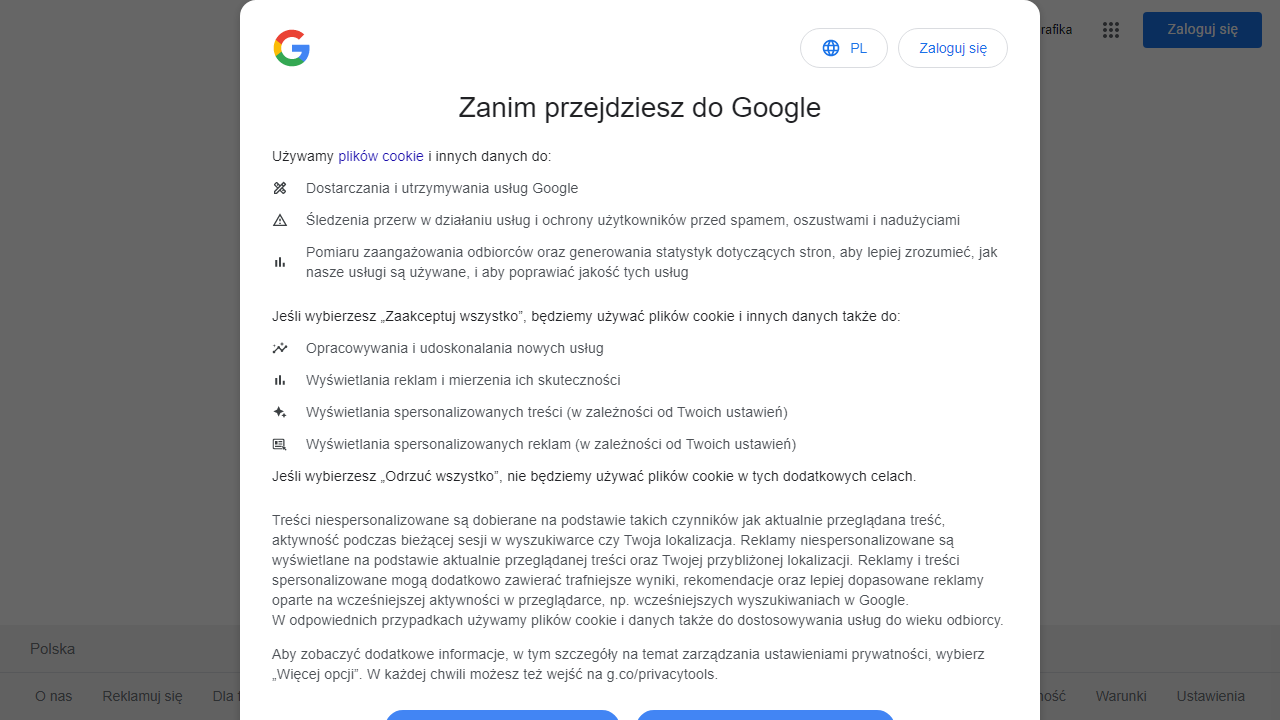 Zaloguj się
PL
Zaloguj się
Zanim przejdziesz do Google
Używamy plików cookie i innych danych do:
Dostarczania i utrzymywania usług Google
Śledzenia przerw w działaniu usług i ochrony użytkowników przed spamem, oszustwami i nadużyciami
Pomiaru zaangażowania odbiorców oraz generowania statystyk dotyczących stron, aby lepiej zrozumieć, jak
nasze usługi są używane, i aby poprawiać jakość tych usług
Jeśli wybierzesz „Zaakceptuj wszystko”, będziemy używać plików cookie i innych danych także do:
Opracowywania i udoskonalania nowych usług
Wyświetlania reklam i mierzenia ich skuteczności
Wyświetlania spersonalizowanych treści (w zależności od Twoich ustawień)
Wyświetlania spersonalizowanych reklam (w zależności od Twoich ustawień)
Jeśli wybierzesz „Odrzuć wszystko”, nie będziemy używać plików cookie w tych dodatkowych celach.
Treści niespersonalizowane są dobierane na podstawie takich czynników jak aktualnie przeglądana treść,
aktywność podczas bieżącej sesji w wyszukiwarce czy Twoja lokalizacja. Reklamy niespersonalizowane są
wyświetlane na podstawie aktualnie przeglądanej treści oraz Twojej przybliżonej lokalizacji. Reklamy i treści
spersonalizowane mogą dodatkowo zawierać trafniejsze wyniki, rekomendacje oraz lepiej dopasowane reklamy
oparte na wcześniejszej aktywności w przeglądarce, np. wcześniejszych wyszukiwaniach w Google.
W odpowiednich przypadkach używamy plików cookie i danych także do dostosowywania usług do wieku odbiorcy.
Aby zobaczyć dodatkowe informacje, w tym szczegóły na temat zarządzania ustawieniami prywatności, wybierz
„Więcej opcji”. W każdej chwili możesz też wejść na g.co/privacytools.
Polska
O nas Reklamuj się Dla Warunki Ustawienia